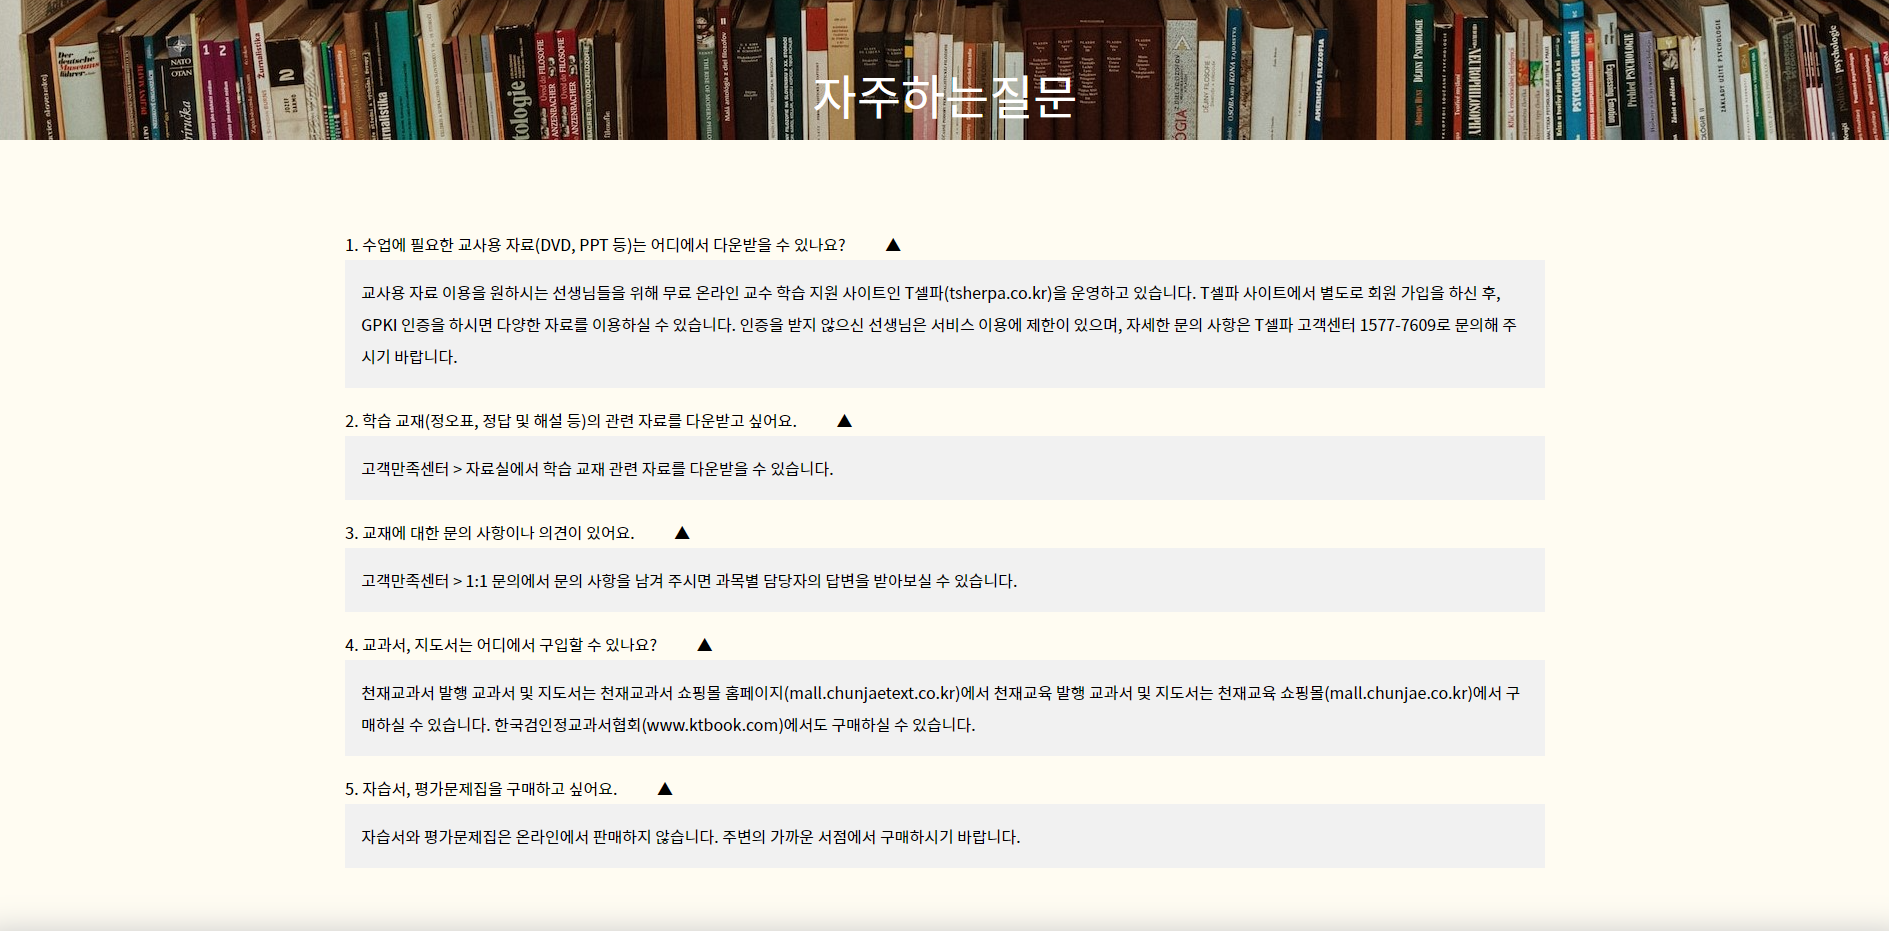 자주하는질문
1. 수업에 필요한 교사용 자료(DVD, PPT 등)는 어디에서 다운받을 수 있나요? ▲
교사용 자료 이용을 원하시는 선생님들을 위해 무료 온라인 교수 학습 지원 사이트인 T셀파(tsherpa.co.kr)을 운영하고 있습니다. T셀파 사이트에서 별도로 회원 가입을 하신 후,
GPKI 인증을 하시면 다양한 자료를 이용하실 수 있습니다. 인증을 받지 않으신 선생님은 서비스 이용에 제한이 있으며, 자세한 문의 사항은 T셀파 고객센터 1577-7609로 문의해 주
시기 바랍니다.
2. 학습 교재(정오표, 정답 및 해설 등)의 관련 자료를 다운받고 싶어요. ▲
고객만족센터 > 자료실에서 학습 교재 관련 자료를 다운받을 수 있습니다.
3. 교재에 대한 문의 사항이나 의견이 있어요. ▲
고객만족센터 > 1:1 문의에서 문의 사항을 남겨 주시면 과목별 담당자의 답변을 받아보실 수 있습니다.
4. 교과서, 지도서는 어디에서 구입할 수 있나요? ▲
천재교과서 발행 교과서 및 지도서는 천재교과서 쇼핑몰 홈페이지(mall.chunjaetext.co.kr)에서 천재교육 발행 교과서 및 지도서는 천재교육 쇼핑몰(mall.chunjae.co.kr)에서 구
매하실 수 있습니다. 한국검인정교과서협회(www.ktbook.com)에서도 구매하실 수 있습니다.
5. 자습서, 평가문제집을 구매하고 싶어요. ▲
자습서와 평가문제집은 온라인에서 판매하지 않습니다. 주변의 가까운 서점에서 구매하시기 바랍니다.